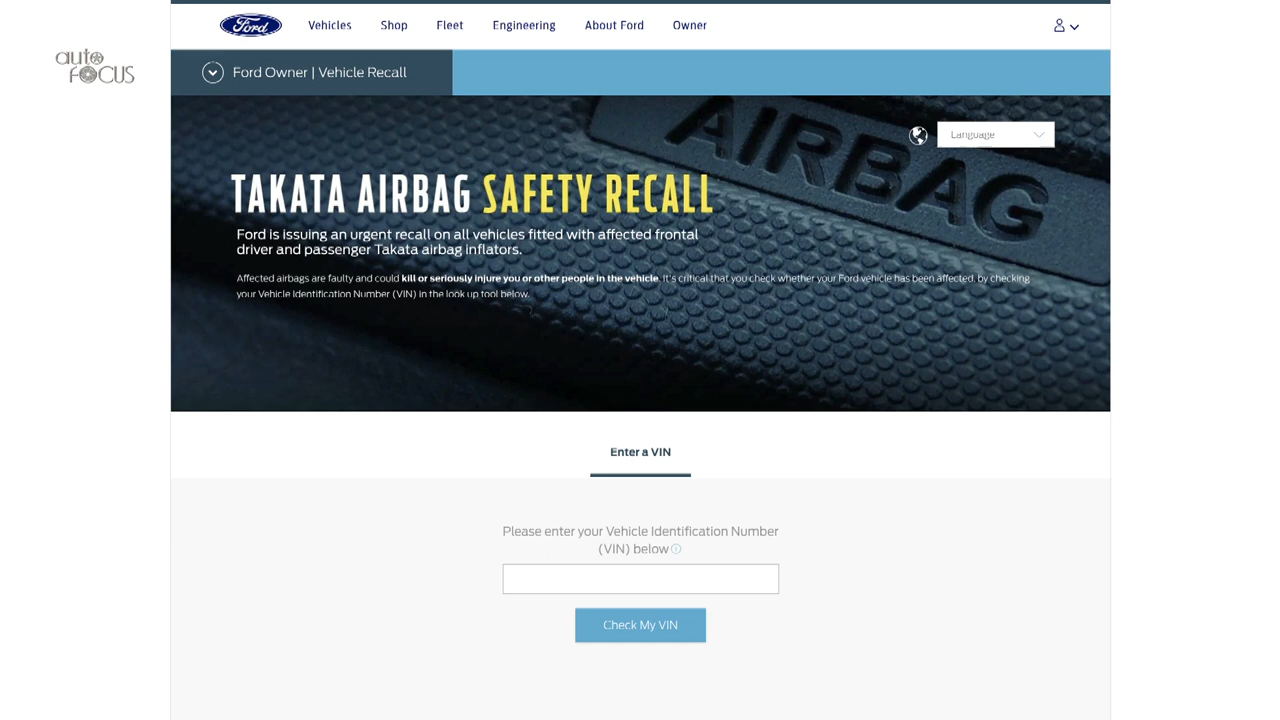 Ford
Vehicles Shop Fleet Engineering About Ford Owner
auto
FOCUS
Ford Owner | Vehicle Recall
Language
AIRBAG
TAKATA AIRBAG SAFETY RECALL
Ford is issuing an urgent recall on all vehicles fitted with affected frontal
driver and passenger Takata airbag inflators.
Affected airbags are faulty and could kill or seriously injure you or other people in the vehicle. It's critical that you check whether your Ford vehicle has been affected, by checking
your Vehicle Identification Number (VIN) in the look up tool below.
Enter a VIN
Please enter your Vehicle Identification Number
(VIN) below
Check My VIN